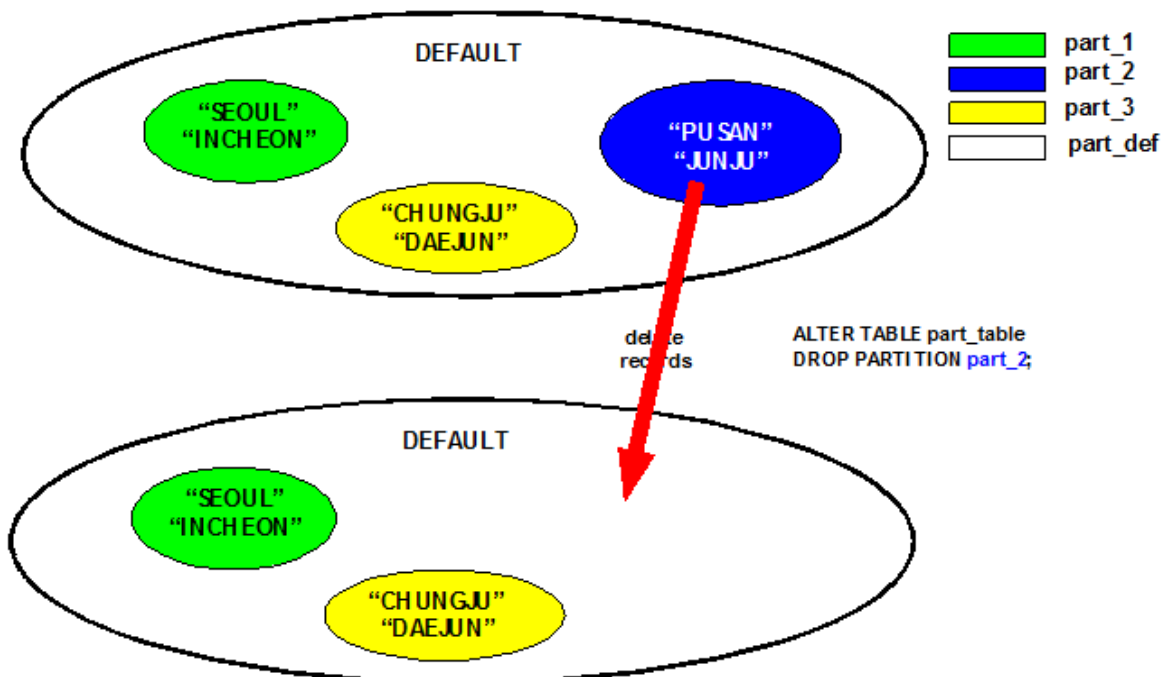 DEFAULT
part_1
part_2
part_3
part_def
“SEOUL”
“INCHEON”
“PUSAN”
“JUNJU”
“CHUNGJU”
“DAEJUN”
delete
records
ALTER TABLE part_table
DROP PARTITION part_2;
DEFAULT
“SEOUL”
“INCHEON”
“CHUNGJU”
“DAEJUN”